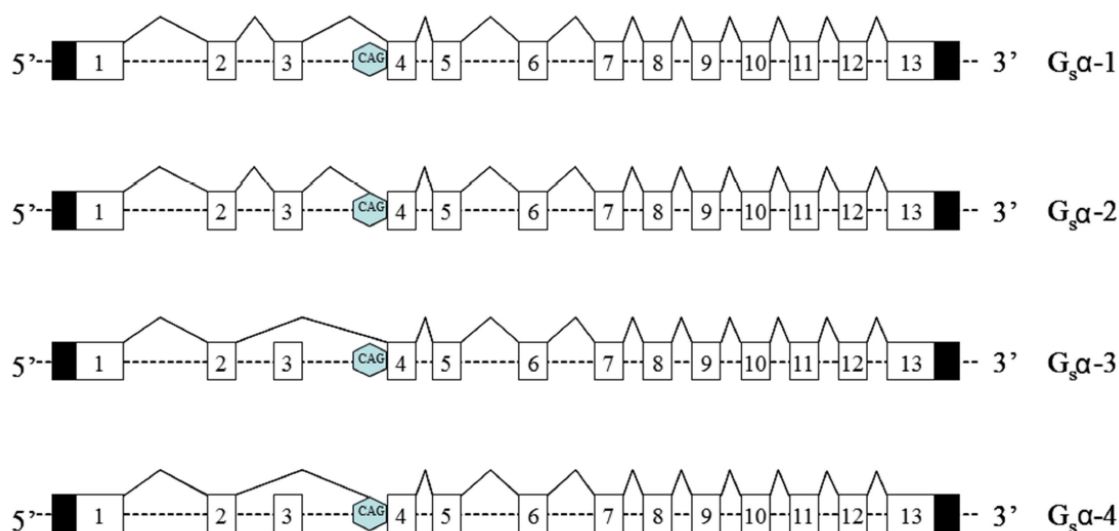 5’ 1 2 3 CAG 4 5 6 7 8 9 10 11 12 13 3’ Gₛα-1
5’ 1 2 3 CAG 4 5 6 7 8 9 10 11 12 13 3’ Gₛα-2
5’ 1 2 3 CAG 4 5 6 7 8 9 10 11 12 13 3’ Gₛα-3
5’ 1 2 3 CAG 4 5 6 7 8 9 10 11 12 13 3’ Gₛα-4